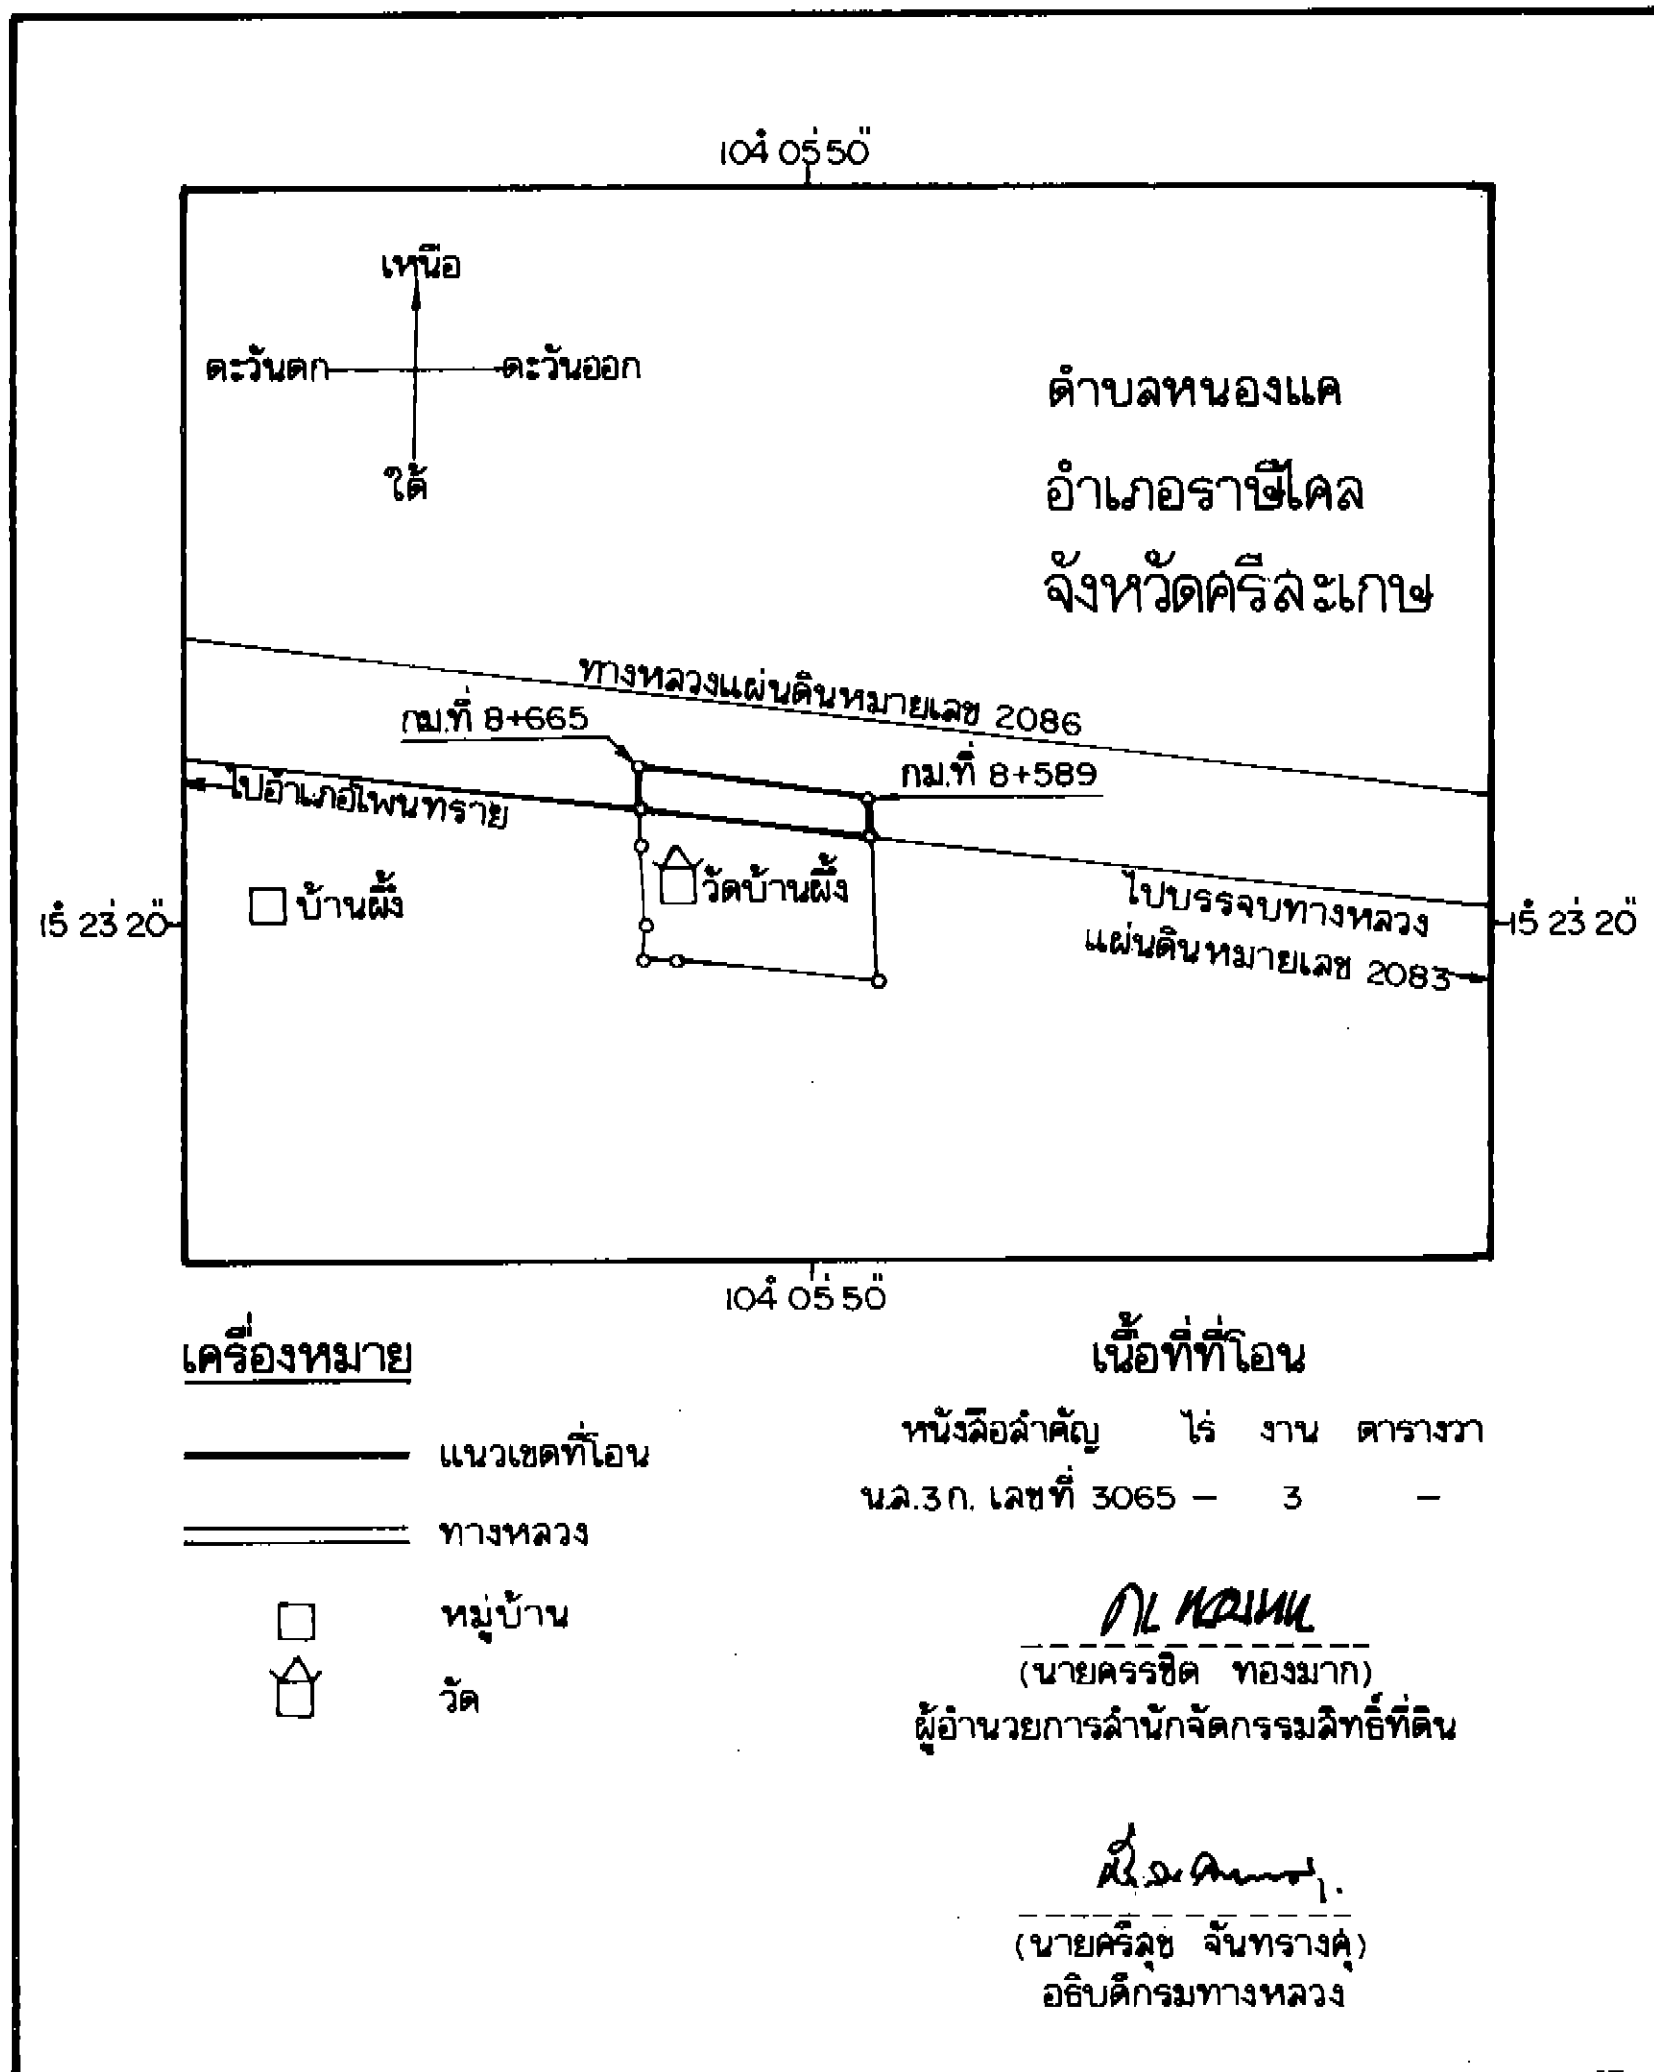 104° 05' 50"
เหนือ
ตะวันตก ตะวันออก
ใต้
ตำบลหนองแค
อำเภอราษีไศล
จังหวัดศรีสะเกษ
ทางหลวงแผ่นดินหมายเลข 2086
กม.ที่ 8+665
กม.ที่ 8+589
ไปอำเภอโพนทราย
วัดบ้านผึ้ง
บ้านผึ้ง
ไปบรรจบทางหลวง
แผ่นดินหมายเลข 2083
15° 23' 20" 15° 23' 20"
104° 05' 50"
เครื่องหมาย
แนวเขตที่โอน
ทางหลวง
หมู่บ้าน
วัด
เนื้อที่ที่โอน
หนังสือสำคัญ ไร่ งาน ตารางวา
น.ส.3ก. เลขที่ 3065 – 3 –
(นายครรชิต ทองมาก)
ผู้อำนวยการสำนักจัดกรรมสิทธิ์ที่ดิน
(นายศรีสุข จันทรางศุ)
อธิบดีกรมทางหลวง